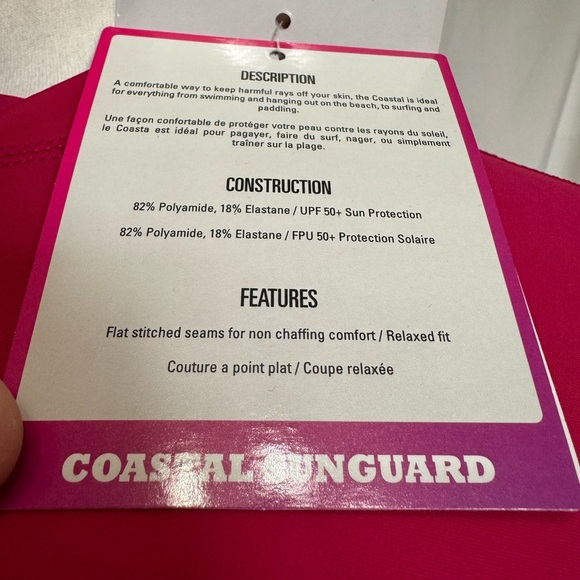 DESCRIPTION
A comfortable way to keep harmful rays off your skin, the Coastal is ideal
for everything from swimming and hanging out on the beach, to surfing and
paddling.
Une façon confortable de protéger votre peau contre les rayons du soleil,
le Coasta est idéal pour pagayer, faire du surf, nager, ou simplement
traîner sur la plage.
CONSTRUCTION
82% Polyamide, 18% Elastane / UPF 50+ Sun Protection
82% Polyamide, 18% Elastane / FPU 50+ Protection Solaire
FEATURES
Flat stitched seams for non chaffing comfort / Relaxed fit
Couture a point plat / Coupe relaxée
COASTAL SUNGUARD